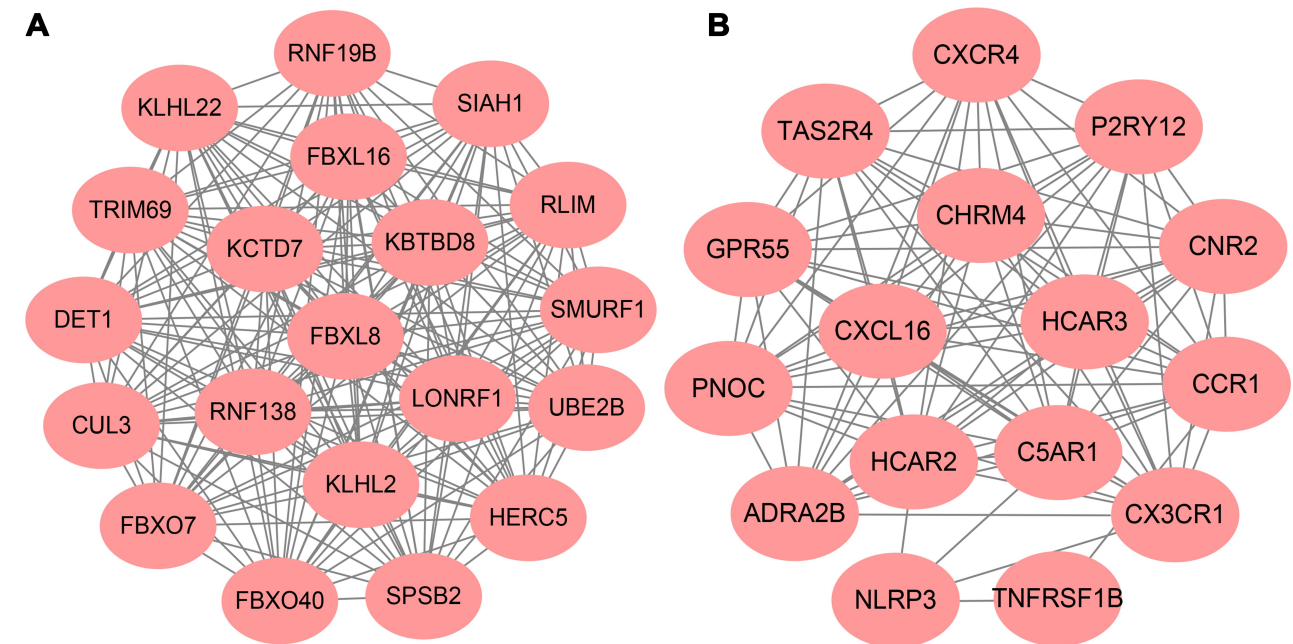 A
RNF19B
SIAH1
KLHL22
FBXL16
TRIM69
RLIM
KCTD7
KBTBD8
DET1
SMURF1
FBXL8
CUL3
RNF138
LONRF1
UBE2B
KLHL2
FBXO7
HERC5
FBXO40
SPSB2
B
CXCR4
TAS2R4
P2RY12
CHRM4
GPR55
CNR2
CXCL16
HCAR3
PNOC
CCR1
HCAR2
C5AR1
ADRA2B
CX3CR1
NLRP3
TNFRSF1B